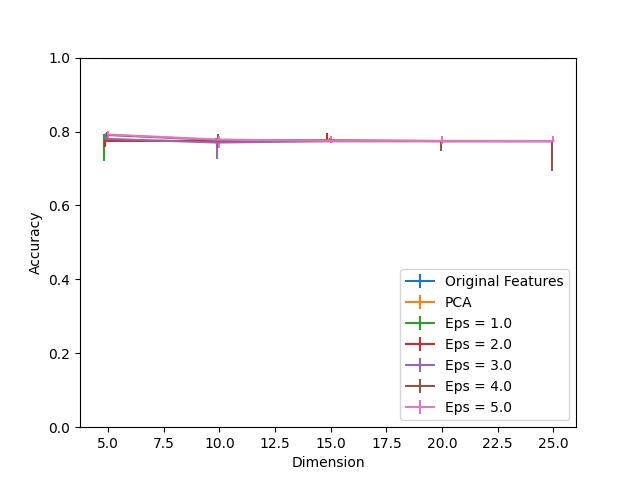 1.0
0.8
0.6
0.4
0.2
0.0
Accuracy
Original Features
PCA
Eps = 1.0
Eps = 2.0
Eps = 3.0
Eps = 4.0
Eps = 5.0
5.0 7.5 10.0 12.5 15.0 17.5 20.0 22.5 25.0
Dimension